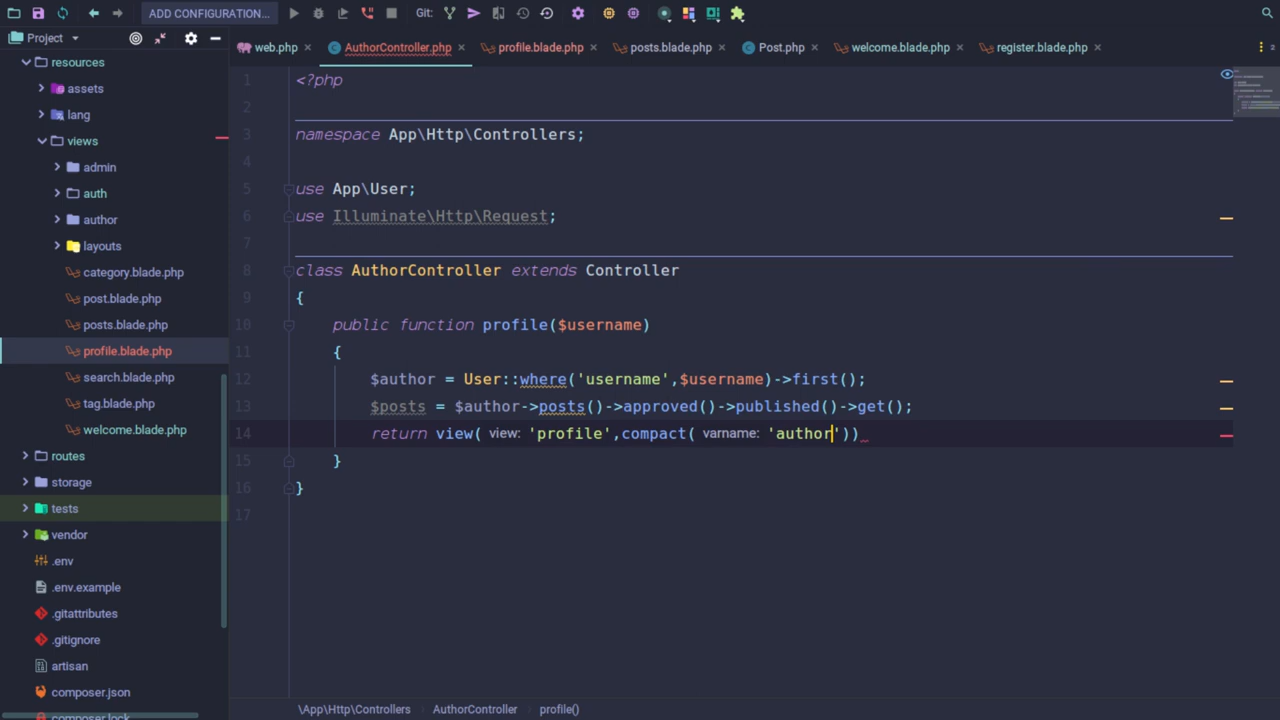 ADD CONFIGURATION...
Git:
Project
web.php
AuthorController.php
profile.blade.php
posts.blade.php
Post.php
welcome.blade.php
register.blade.php
2
resources
assets
lang
views
admin
auth
author
layouts
category.blade.php
post.blade.php
posts.blade.php
profile.blade.php
search.blade.php
tag.blade.php
welcome.blade.php
routes
storage
tests
vendor
.env
.env.example
.gitattributes
.gitignore
artisan
composer.json
composer.lock
1 <?php
2
3 namespace App\Http\Controllers;
4
5 use App\User;
6 use Illuminate\Http\Request;
7
8 class AuthorController extends Controller
9 {
10 public function profile($username)
11 {
12 $author = User::where('username',$username)->first();
13 $posts = $author->posts()->approved()->published()->get();
14 return view( view: 'profile',compact( varname: 'author'))
15 }
16 }
17
\App\Http\Controllers
AuthorController
profile()